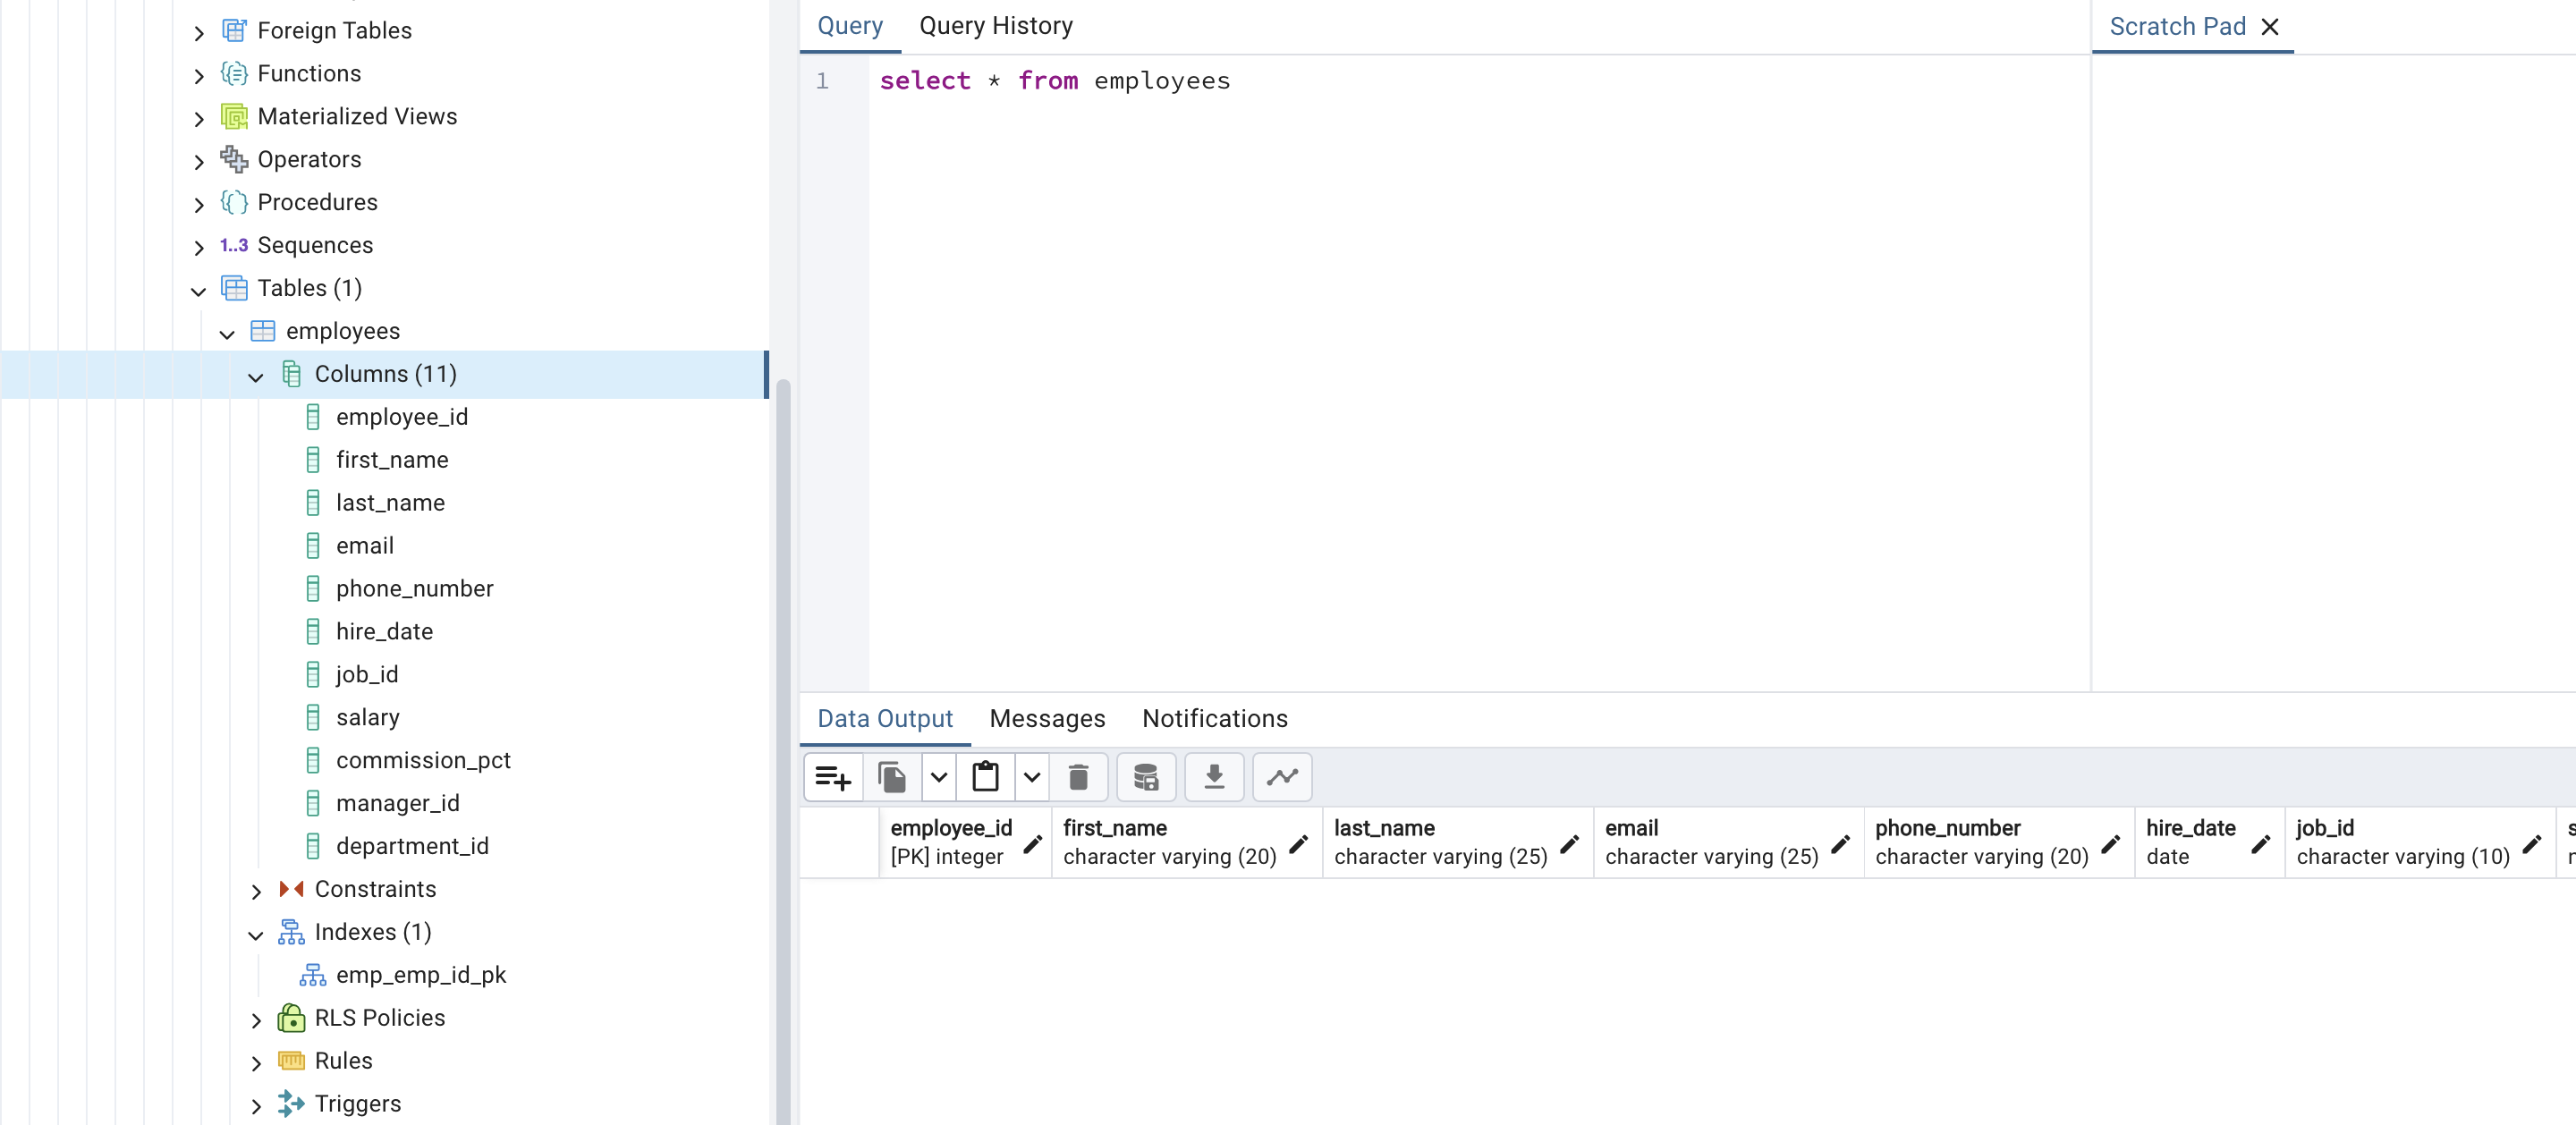 Foreign Tables
Functions
Materialized Views
Operators
Procedures
1..3 Sequences
Tables (1)
employees
Columns (11)
employee_id
first_name
last_name
email
phone_number
hire_date
job_id
salary
commission_pct
manager_id
department_id
Constraints
Indexes (1)
emp_emp_id_pk
RLS Policies
Rules
Triggers
Query Query History
1 select * from employees
Scratch Pad
Data Output Messages Notifications
employee_id
[PK] integer
first_name
character varying (20)
last_name
character varying (25)
email
character varying (25)
phone_number
character varying (20)
hire_date
date
job_id
character varying (10)